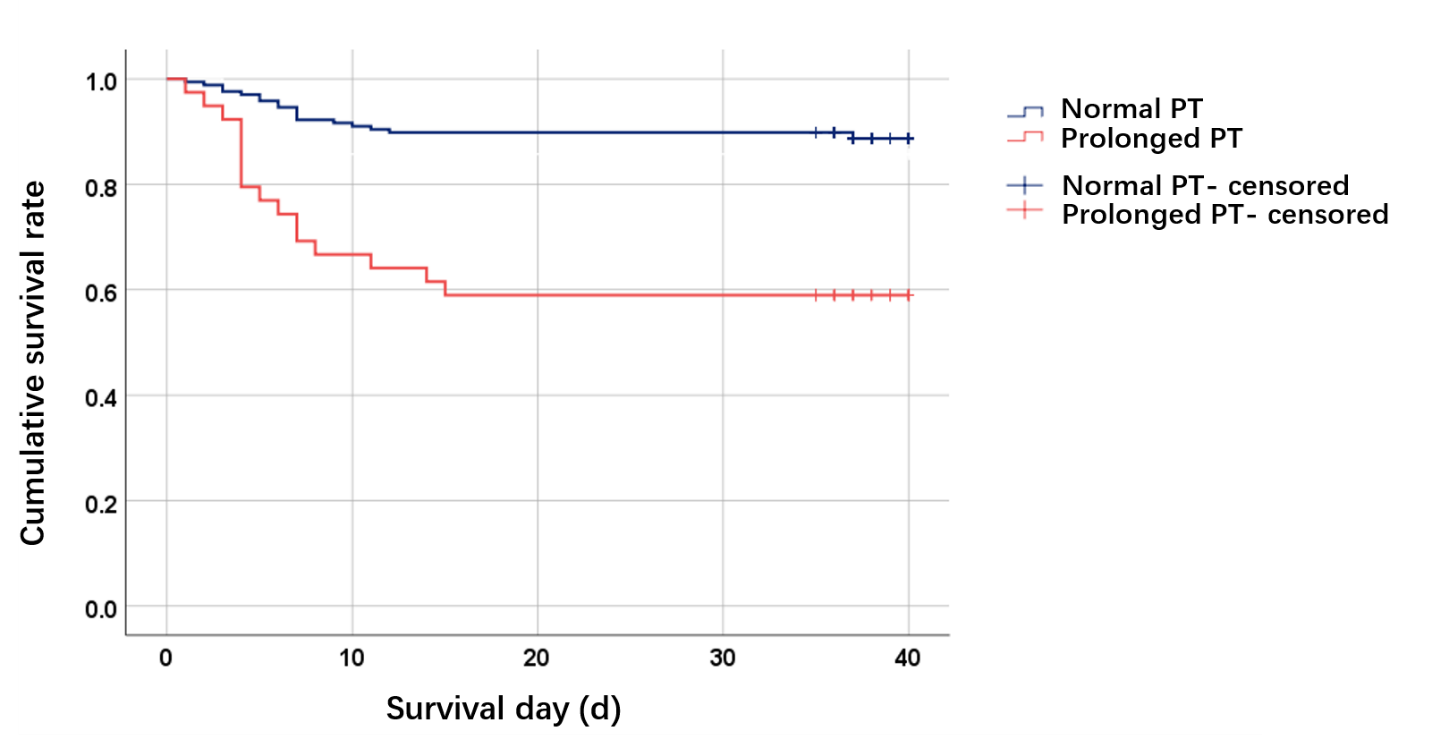 Cumulative survival rate
1.0
0.8
0.6
0.4
0.2
0.0
0 10 20 30 40
Survival day (d)
Normal PT
Prolonged PT
Normal PT- censored
Prolonged PT- censored